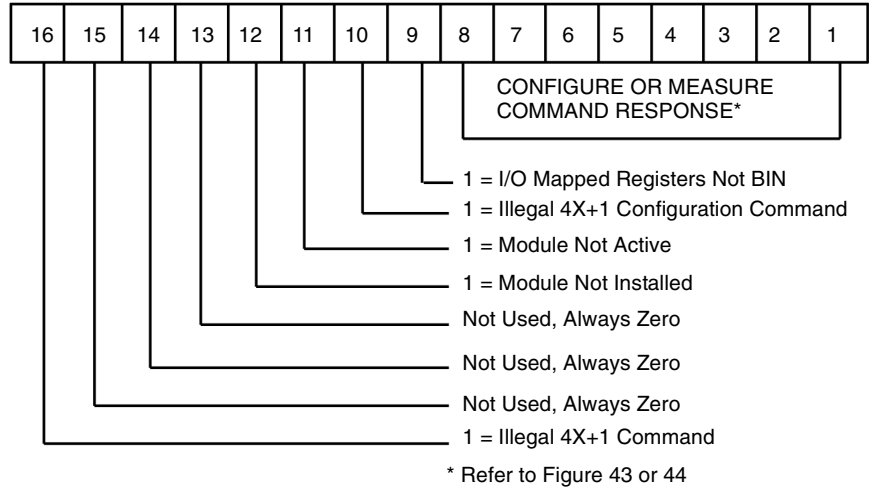 16 15 14 13 12 11 10 9 8 7 6 5 4 3 2 1
CONFIGURE OR MEASURE
COMMAND RESPONSE*
1 = I/O Mapped Registers Not BIN
1 = Illegal 4X+1 Configuration Command
1 = Module Not Active
1 = Module Not Installed
Not Used, Always Zero
Not Used, Always Zero
Not Used, Always Zero
1 = Illegal 4X+1 Command
* Refer to Figure 43 or 44